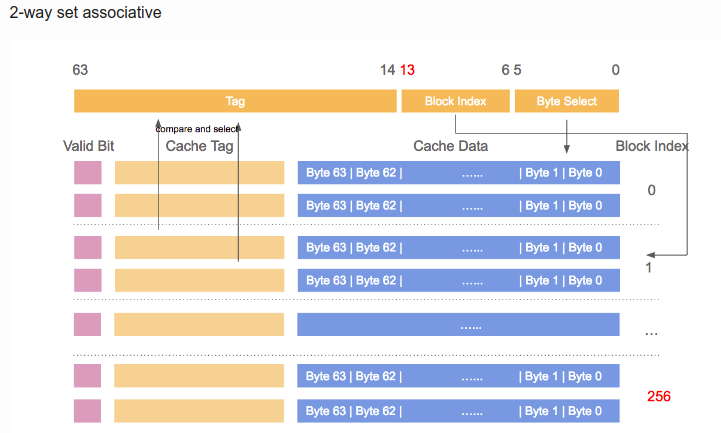 2-way set associative
63 14 13 6 5 0
Tag Block Index Byte Select
compare and select
Valid Bit Cache Tag Cache Data Block Index
Byte 63 | Byte 62 | ...... | Byte 1 | Byte 0
0
Byte 63 | Byte 62 | ...... | Byte 1 | Byte 0
Byte 63 | Byte 62 | ...... | Byte 1 | Byte 0
1
Byte 63 | Byte 62 | ...... | Byte 1 | Byte 0
...... ...
Byte 63 | Byte 62 | ...... | Byte 1 | Byte 0
256
Byte 63 | Byte 62 | ...... | Byte 1 | Byte 0